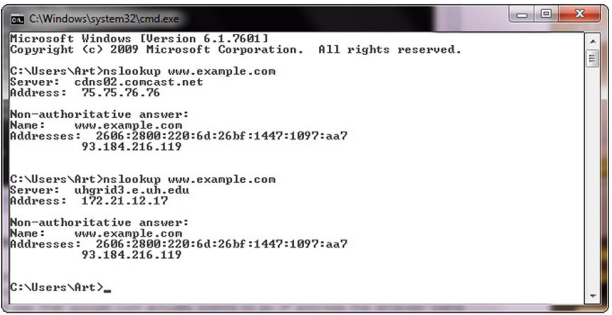 C:\Windows\system32\cmd.exe
Microsoft Windows [Version 6.1.7601]
Copyright (c) 2009 Microsoft Corporation.  All rights reserved.
C:\Users\Art>nslookup www.example.com
Server:  cdns02.comcast.net
Address:  75.75.76.76
Non-authoritative answer:
Name:    www.example.com
Addresses:  2606:2800:220:6d:26bf:1447:1097:aa7
93.184.216.119
C:\Users\Art>nslookup www.example.com
Server:  uhgrid3.e.uh.edu
Address:  172.21.12.17
Non-authoritative answer:
Name:    www.example.com
Addresses:  2606:2800:220:6d:26bf:1447:1097:aa7
93.184.216.119
C:\Users\Art>_